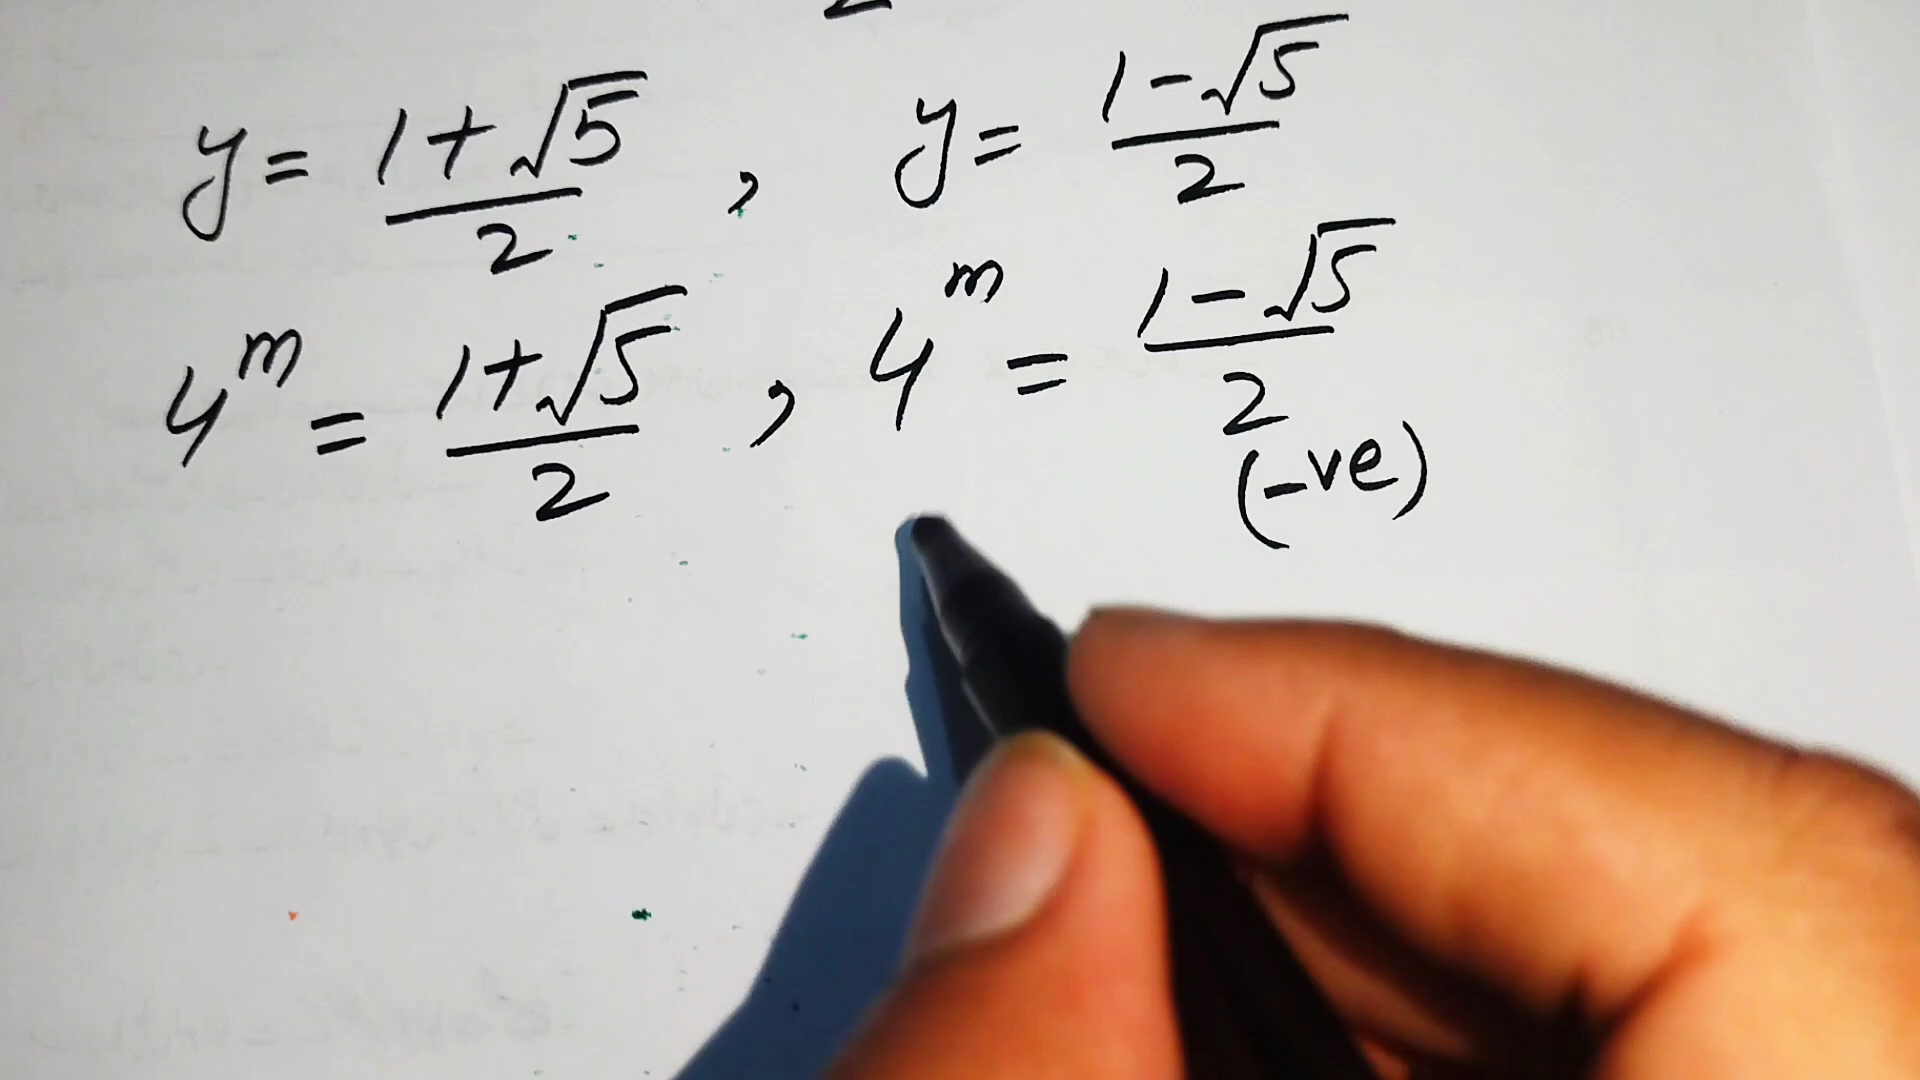 y = (1+√5)/2 , y = (1-√5)/2
4^m = (1+√5)/2 , 4^m = (1-√5)/2
(-ve)